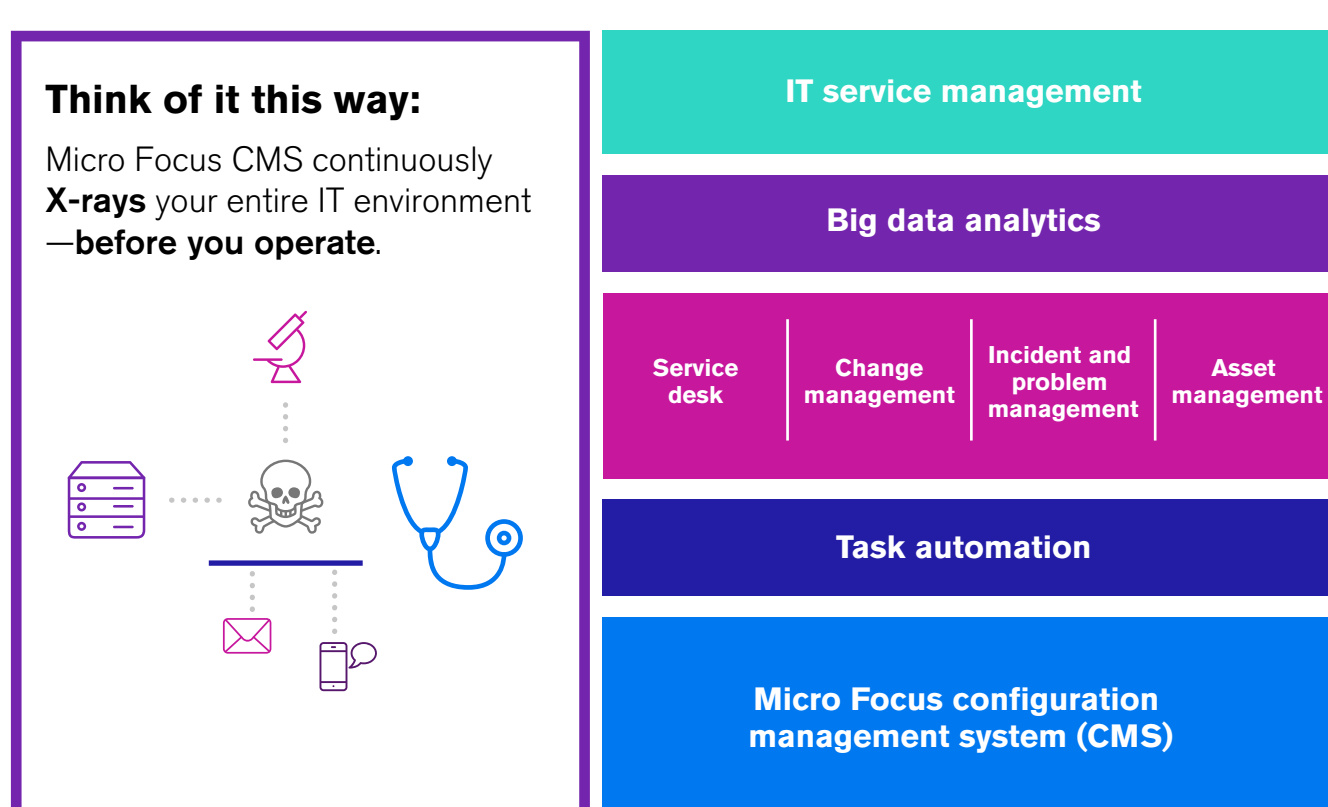 Think of it this way:
Micro Focus CMS continuously
X-rays your entire IT environment
—before you operate.
IT service management
Big data analytics
Service
desk
Change
management
Incident and
problem
management
Asset
management
Task automation
Micro Focus configuration
management system (CMS)